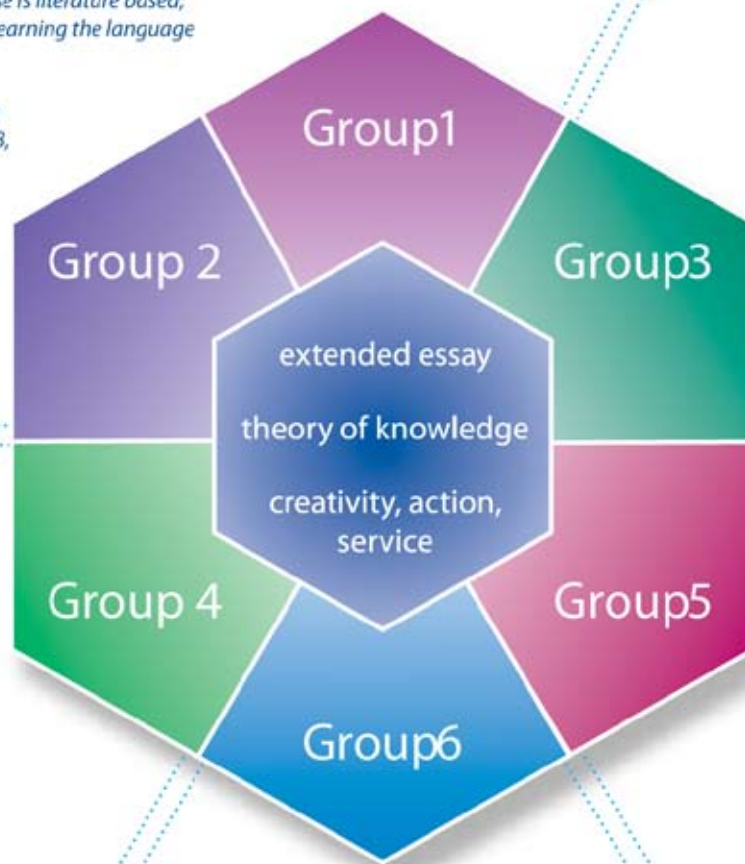 is literature based,
earning the language
Group1
Group 2
Group3
extended essay
theory of knowledge
creativity, action,
service
Group 4
Group5
Group6